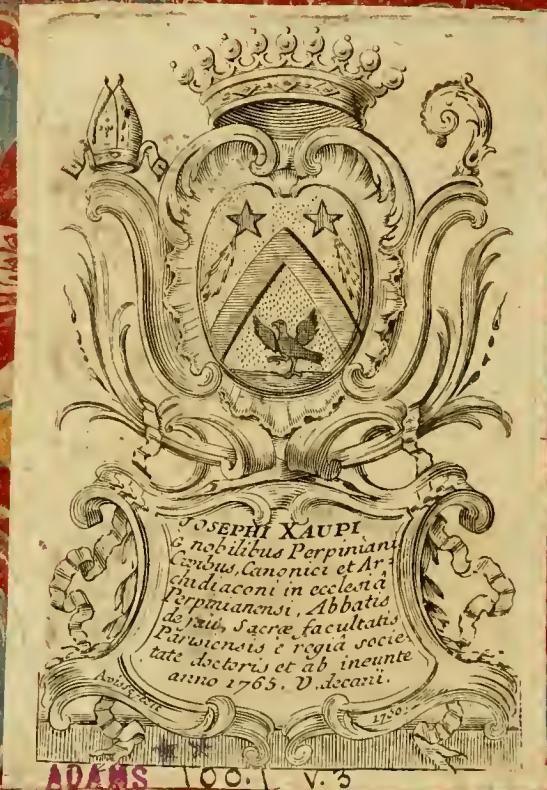 JOSEPHI XAUPI
nobilibus Perpiniani
Civibus, Canonici et Ar-
chidiaconi in ecclesiâ
Perpinianensi, Abbatis
de Jau, Sacræ facultatis
Parisiensis è regiâ socie-
tate doctoris et ab ineunte
anno 1765. V. decani.
1750.
ADAMS 100.1 V.3